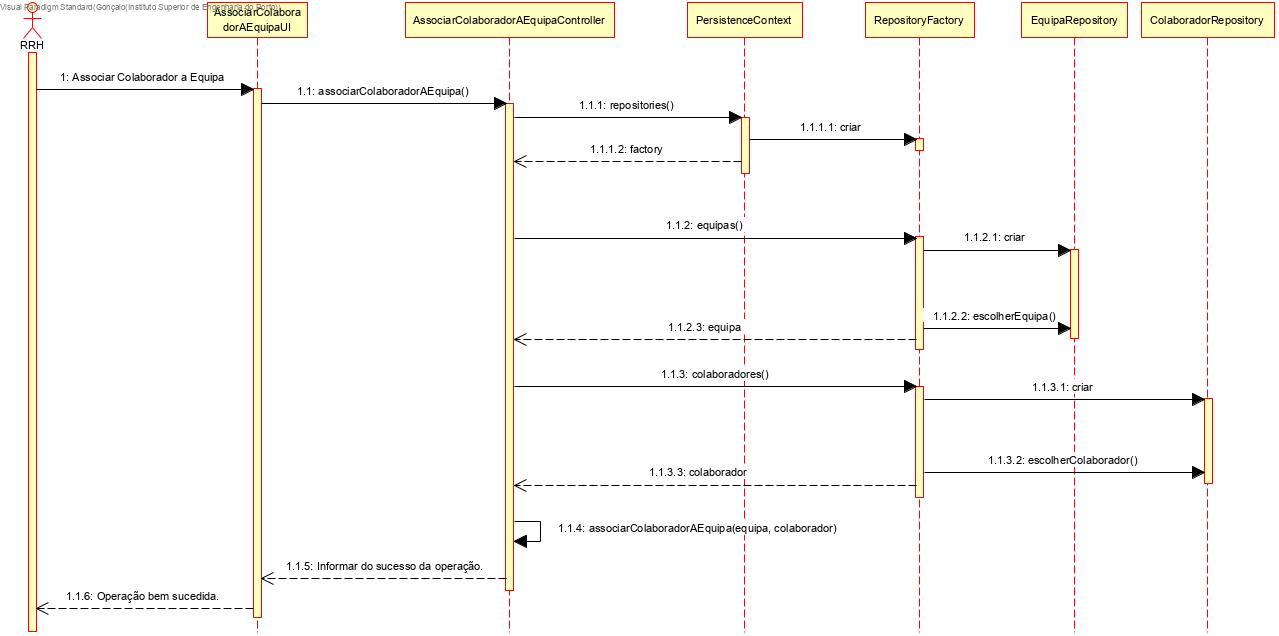 Visual Paradigm Standard(Gonçalo(Instituto Superior de Engenharia do Porto))
RRH
AssociarColabora
dorAEquipaUI
AssociarColaboradorAEquipaController
PersistenceContext
RepositoryFactory
EquipaRepository
ColaboradorRepository
1: Associar Colaborador a Equipa
1.1: associarColaboradorAEquipa()
1.1.1: repositories()
1.1.1.1: criar
1.1.1.2: factory
1.1.2: equipas()
1.1.2.1: criar
1.1.2.2: escolherEquipa()
1.1.2.3: equipa
1.1.3: colaboradores()
1.1.3.1: criar
1.1.3.2: escolherColaborador()
1.1.3.3: colaborador
1.1.4: associarColaboradorAEquipa(equipa, colaborador)
1.1.5: Informar do sucesso da operação.
1.1.6: Operação bem sucedida.